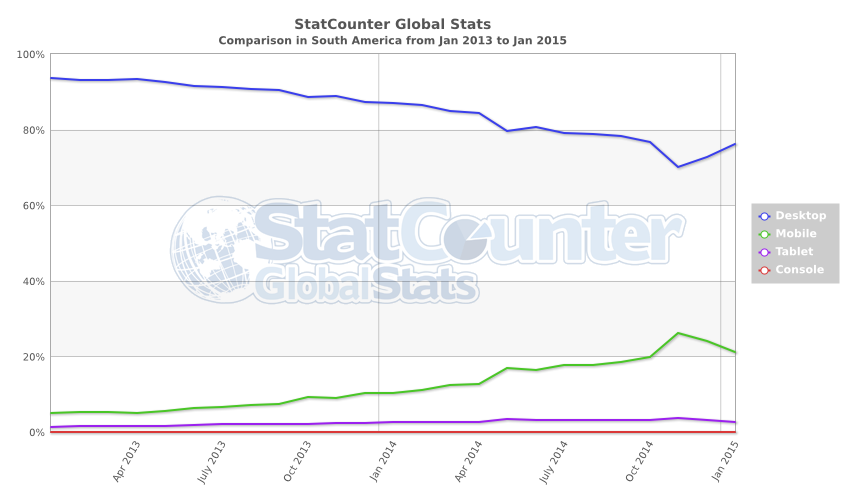 StatCounter Global Stats
Comparison in South America from Jan 2013 to Jan 2015
100%
80%
60%
40%
20%
0%
StatCounter
GlobalStats
Desktop
Mobile
Tablet
Console
Apr 2013
July 2013
Oct 2013
Jan 2014
Apr 2014
July 2014
Oct 2014
Jan 2015